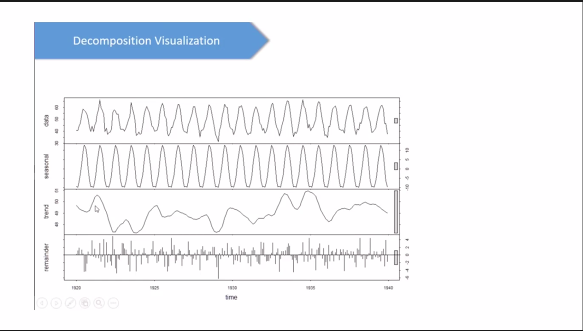 Decomposition Visualization
data
seasonal
trend
remainder
1920 1925 1930 1935 1940
time